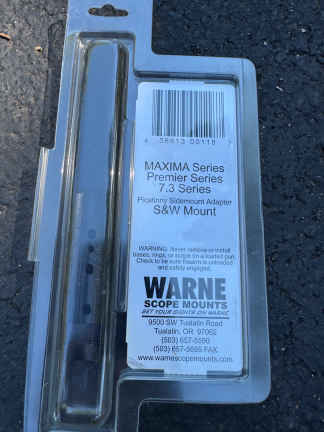 MAXIMA Series
Premier Series
7.3 Series
Picatinny Sidemount Adapter
S&W Mount
WARNING: Never remove or install
bases, rings, or scope on a loaded gun.
Check to be sure firearm is unloaded
and safety engaged.
WARNE
SCOPE MOUNTS
GET YOUR SIGHTS ON WARNE
9500 SW Tualatin Road
Tualatin, OR 97062
(503) 657-5590
(503) 657-5695 FAX
www.warnescopemounts.com